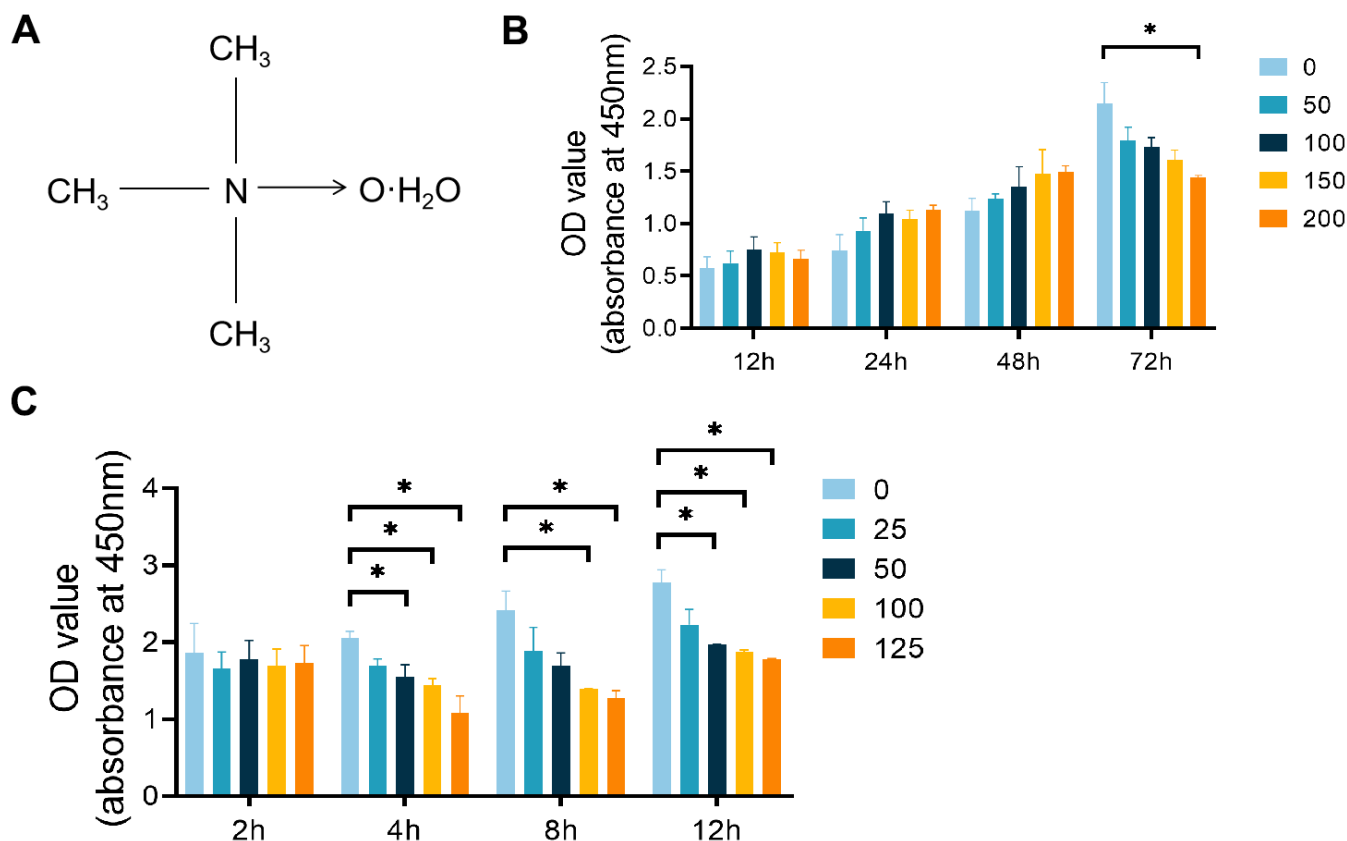 A
CH₃
CH₃ N O·H₂O
CH₃
B
*
OD value
(absorbance at 450nm)
2.5
2.0
1.5
1.0
0.5
0.0
12h 24h 48h 72h
0
50
100
150
200
C
* * * * * * * *
OD value
(absorbance at 450nm)
4
3
2
1
0
2h 4h 8h 12h
0
25
50
100
125